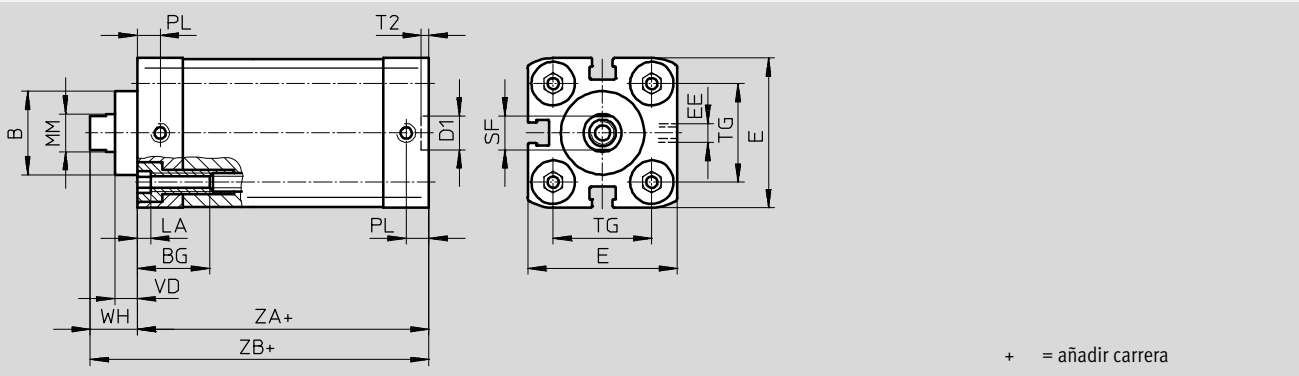 PL
T2
B
MM
D1
SF
EE
TG
E
LA
PL
BG
TG
VD
E
WH
ZA+
ZB+
+ = añadir carrera